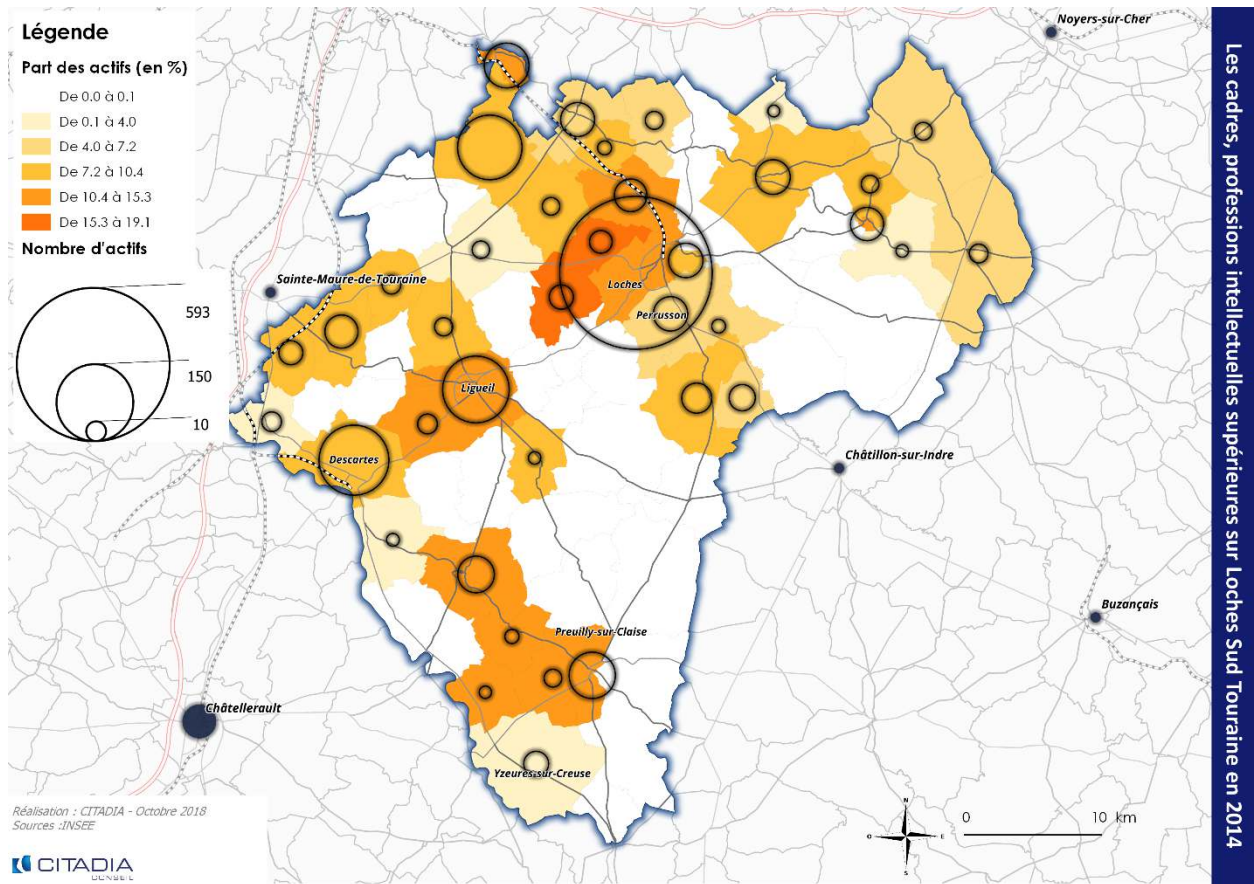 Légende
Part des actifs (en %)
De 0.0 à 0.1
De 0.1 à 4.0
De 4.0 à 7.2
De 7.2 à 10.4
De 10.4 à 15.3
De 15.3 à 19.1
Nombre d'actifs
593
150
10
Noyers-sur-Cher
Sainte-Maure-de-Touraine
Loches
Perrusson
Ligueil
Descartes
Châtillon-sur-Indre
Buzançais
Preuilly-sur-Claise
Châtellerault
Yzeures-sur-Creuse
Réalisation : CITADIA - Octobre 2018
Sources :INSEE
CITADIA
CONSEIL
N
O
E
S
0 10 km
Les cadres, professions intellectuelles supérieures sur Loches Sud Touraine en 2014